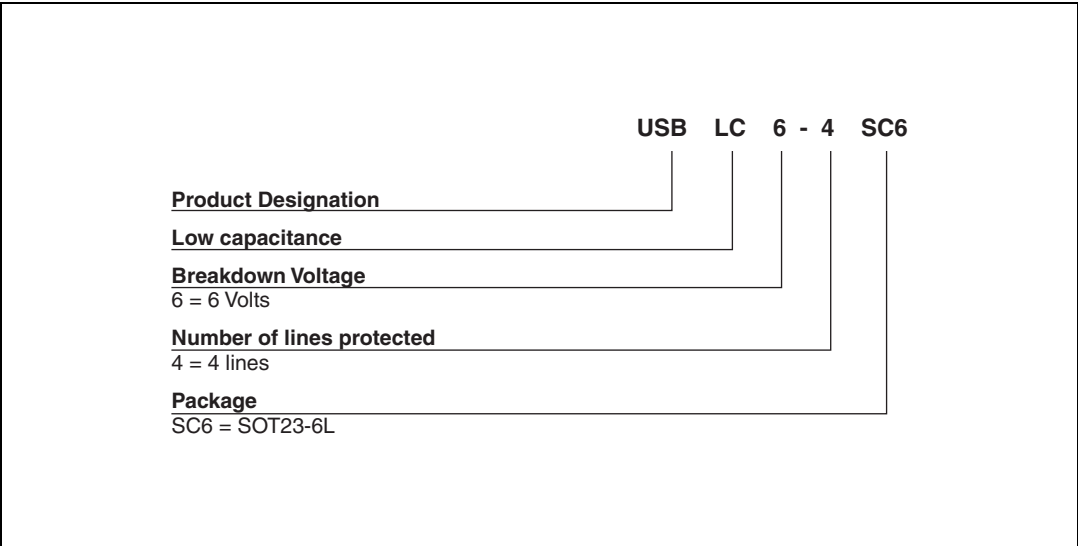 USB LC 6 - 4 SC6
Product Designation
Low capacitance
Breakdown Voltage
6 = 6 Volts
Number of lines protected
4 = 4 lines
Package
SC6 = SOT23-6L